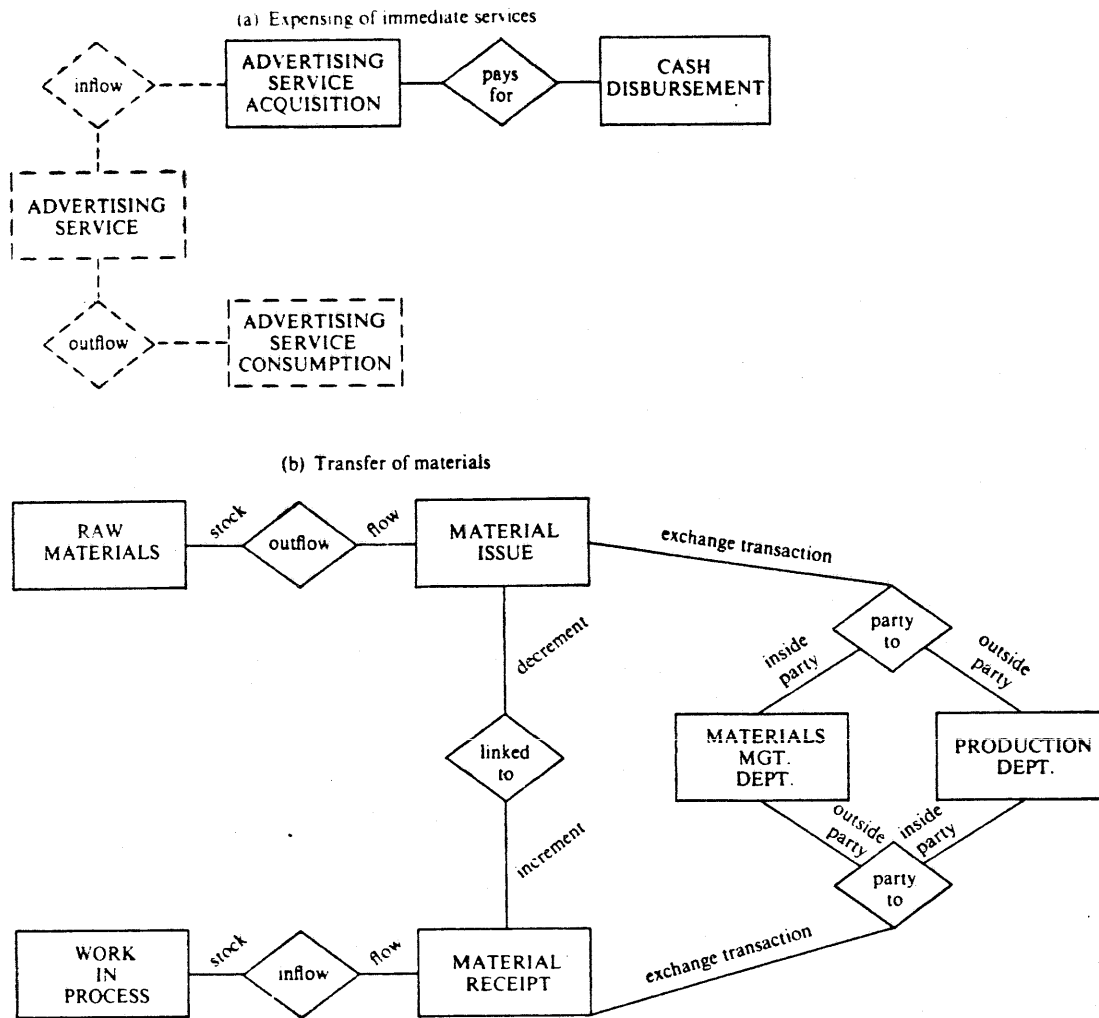 (a) Expensing of immediate services
inflow
ADVERTISING
SERVICE
ACQUISITION
pays
for
CASH
DISBURSEMENT
ADVERTISING
SERVICE
outflow
ADVERTISING
SERVICE
CONSUMPTION
(b) Transfer of materials
RAW
MATERIALS
stock
outflow
flow
MATERIAL
ISSUE
exchange transaction
party
to
inside
party
outside
party
decrement
linked
to
increment
MATERIALS
MGT.
DEPT.
PRODUCTION
DEPT.
outside
party
inside
party
party
to
exchange transaction
WORK
IN
PROCESS
stock
inflow
flow
MATERIAL
RECEIPT